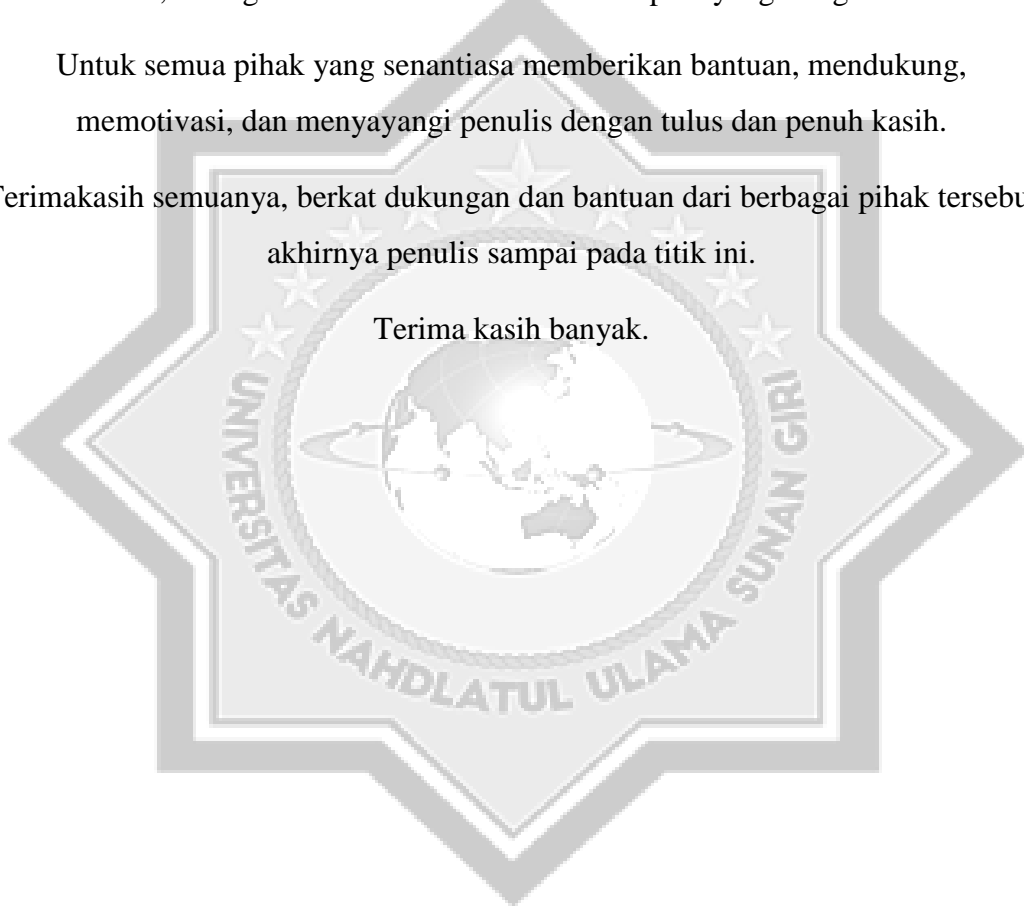 Untuk semua pihak yang senantiasa memberikan bantuan, mendukung,
memotivasi, dan menyayangi penulis dengan tulus dan penuh kasih.
Terimakasih semuanya, berkat dukungan dan bantuan dari berbagai pihak tersebu
akhirnya penulis sampai pada titik ini.
Terima kasih banyak.
UNIVERSITAS NAHDLATUL ULAMA SUNAN GIRI